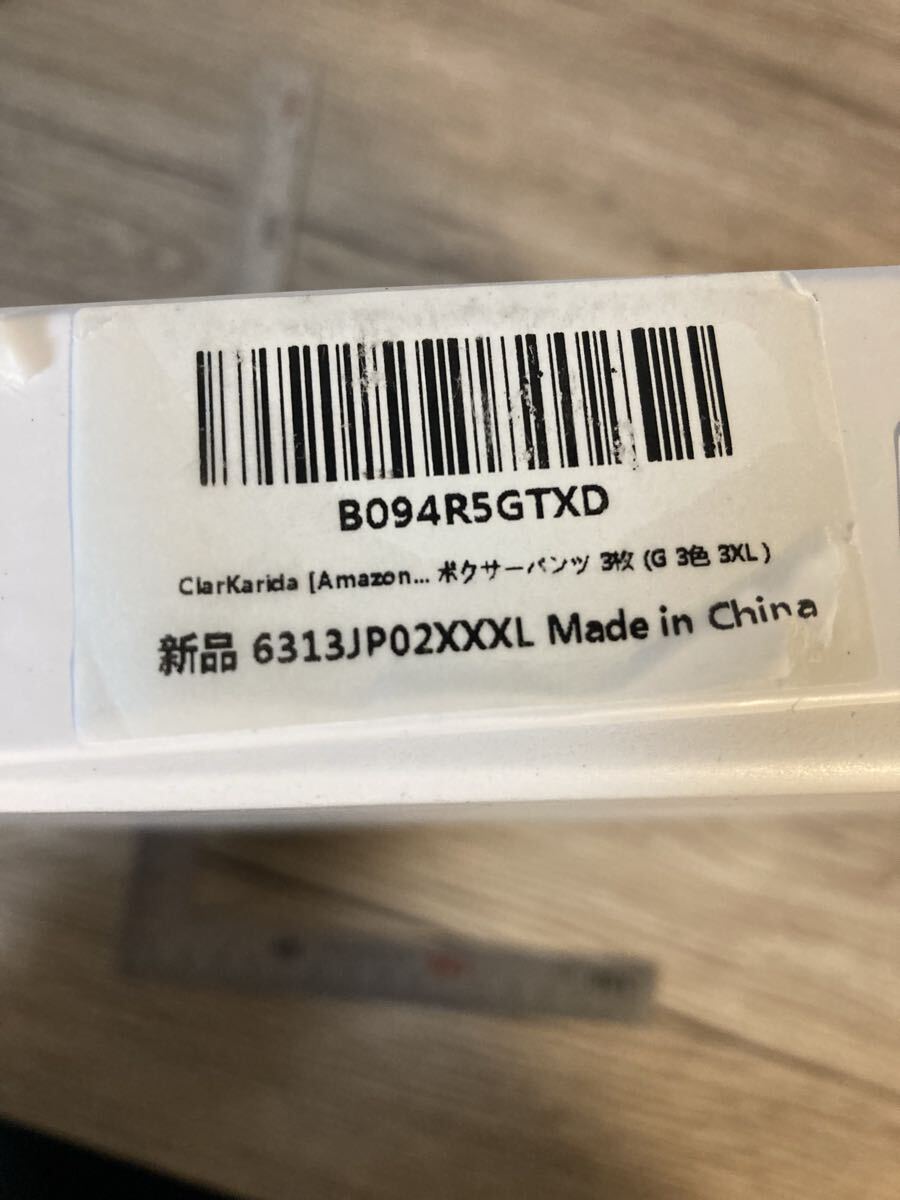 B094R5GTXD
ClarKarida [Amazon... ボクサーパンツ 3枚 (G 3色 3XL )
新品 6313JP02XXXL Made in China